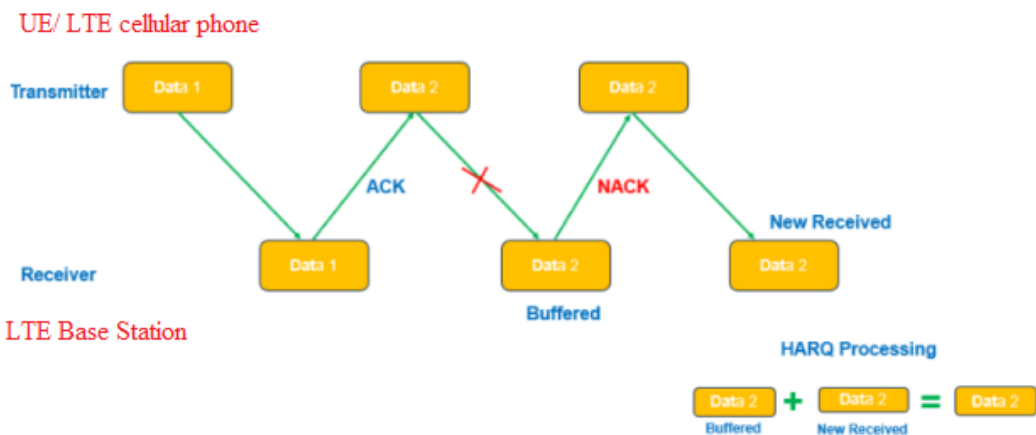 UE/ LTE cellular phone
Transmitter
Data 1
Data 2
Data 2
ACK
NACK
New Received
Receiver
Data 1
Data 2
Data 2
Buffered
LTE Base Station
HARQ Processing
Data 2 + Data 2 = Data 2
Buffered
New Received